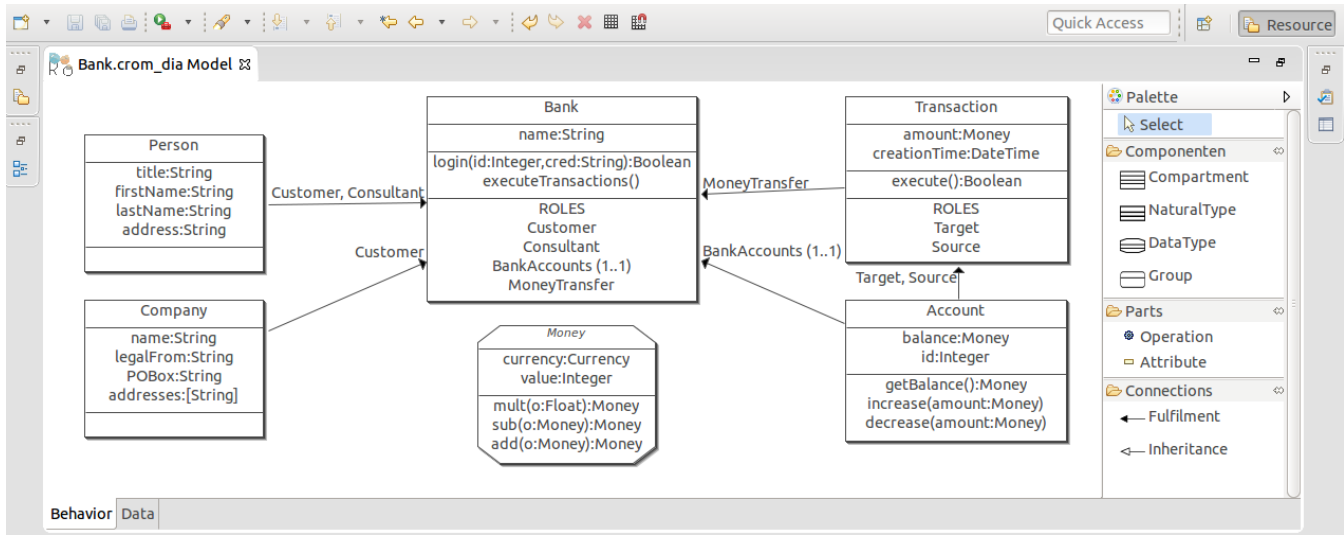 Quick Access
Resource
Bank.crom_dia Model
Person
title:String
firstName:String
lastName:String
address:String
Company
name:String
legalFrom:String
POBox:String
addresses:[String]
Customer, Consultant
Customer
Bank
name:String
login(id:Integer,cred:String):Boolean
executeTransactions()
ROLES
Customer
Consultant
BankAccounts (1..1)
MoneyTransfer
Money
currency:Currency
value:Integer
mult(o:Float):Money
sub(o:Money):Money
add(o:Money):Money
MoneyTransfer
BankAccounts (1..1)
Transaction
amount:Money
creationTime:DateTime
execute():Boolean
ROLES
Target
Source
Target, Source
Account
balance:Money
id:Integer
getBalance():Money
increase(amount:Money)
decrease(amount:Money)
Palette
Select
Componenten
Compartment
NaturalType
DataType
Group
Parts
Operation
Attribute
Connections
Fulfilment
Inheritance
Behavior
Data